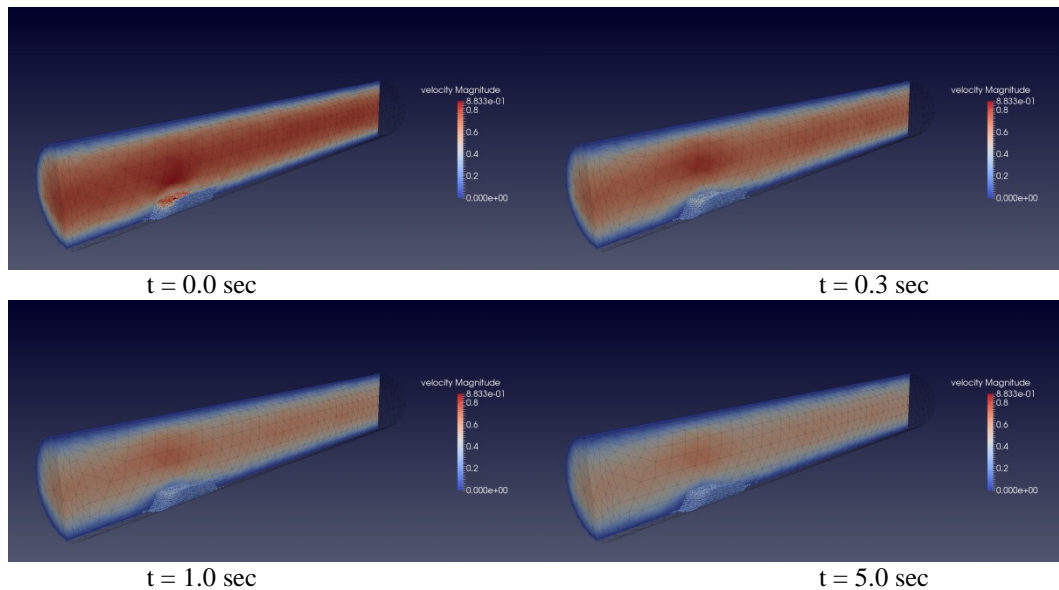 velocity Magnitude
8.833e-01
0.8
0.6
0.4
0.2
0.000e+00
velocity Magnitude
8.833e-01
0.8
0.6
0.4
0.2
0.000e+00
t = 0.0 sec
t = 0.3 sec
velocity Magnitude
8.833e-01
0.8
0.6
0.4
0.2
0.000e+00
velocity Magnitude
8.833e-01
0.8
0.6
0.4
0.2
0.000e+00
t = 1.0 sec
t = 5.0 sec